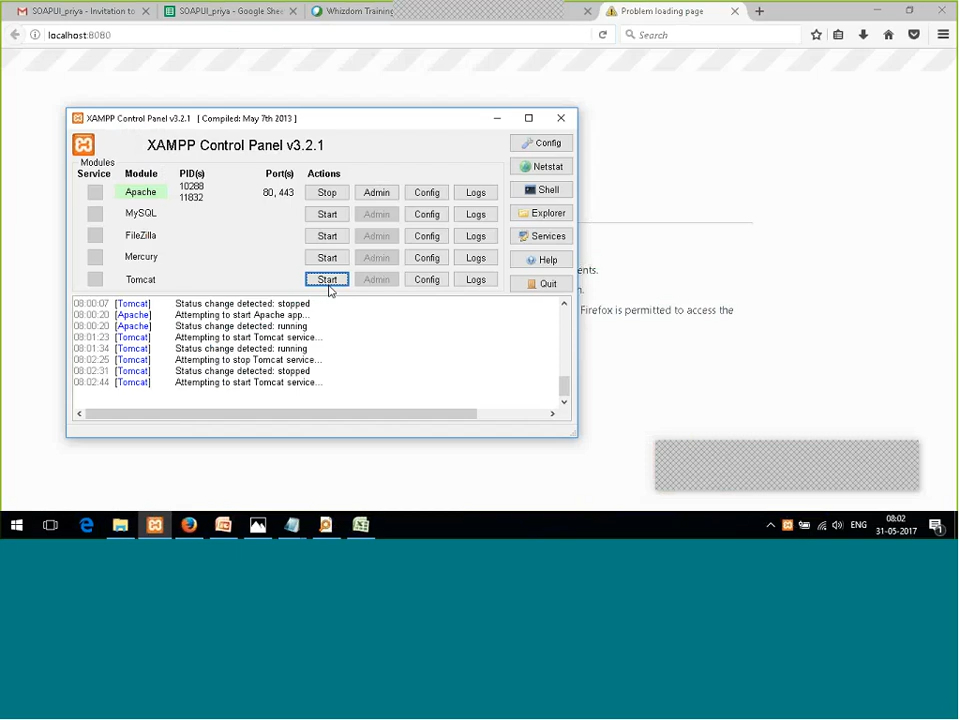 SOAPUI_priya - Invitation to
SOAPUI_priya - Google She
Whizdom Training
Problem loading page
localhost:8080
Search
XAMPP Control Panel v3.2.1 [ Compiled: May 7th 2013 ]
XAMPP Control Panel v3.2.1
Config
Modules
Service Module PID(s) Port(s) Actions
Netstat
Apache 10288 11832 80, 443 Stop Admin Config Logs
Shell
MySQL Start Admin Config Logs
Explorer
FileZilla Start Admin Config Logs
Services
Mercury Start Admin Config Logs
Help
Tomcat Start Admin Config Logs
Quit
ents.
n.
Firefox is permitted to access the
08:00:07 [Tomcat] Status change detected: stopped
08:00:20 [Apache] Attempting to start Apache app...
08:00:20 [Apache] Status change detected: running
08:01:23 [Tomcat] Attempting to start Tomcat service...
08:01:34 [Tomcat] Status change detected: running
08:02:25 [Tomcat] Attempting to stop Tomcat service...
08:02:31 [Tomcat] Status change detected: stopped
08:02:44 [Tomcat] Attempting to start Tomcat service...
ENG
08:02
31-05-2017
1